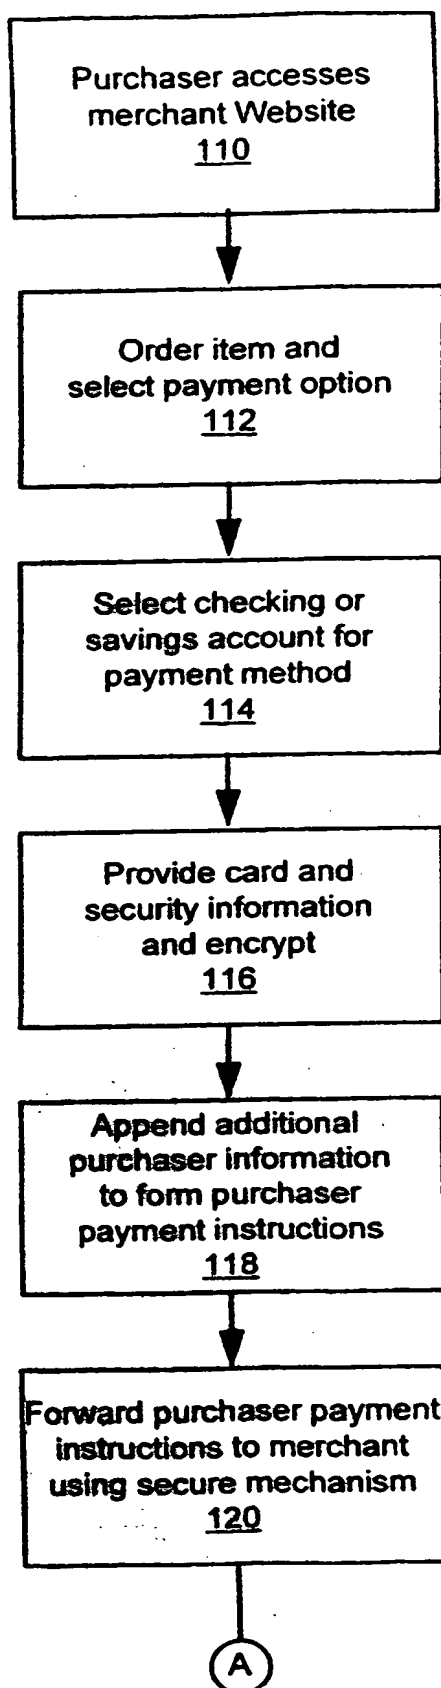 Purchaser accesses
merchant Website
110
Order item and
select payment option
112
Select checking or
savings account for
payment method
114
Provide card and
security information
and encrypt
116
Append additional
purchaser information
to form purchaser
payment instructions
118
Forward purchaser payment
instructions to merchant
using secure mechanism
120
A